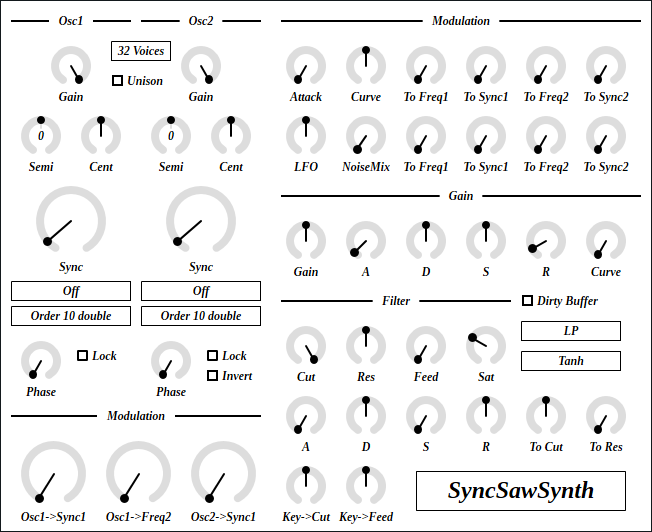 Osc1 Osc2 Modulation
32 Voices
Unison
Gain Gain Attack Curve To Freq1 To Sync1 To Freq2 To Sync2
0 0
Semi Cent Semi Cent LFO NoiseMix To Freq1 To Sync1 To Freq2 To Sync2
Gain
Sync Sync Gain A D S R Curve
Off Off Filter Dirty Buffer
Order 10 double Order 10 double LP
Lock Lock Tanh
Invert Cut Res Feed Sat
Phase Phase
Modulation
A D S R To Cut To Res
SyncSawSynth
Osc1->Sync1 Osc1->Freq2 Osc2->Sync1 Key->Cut Key->Feed